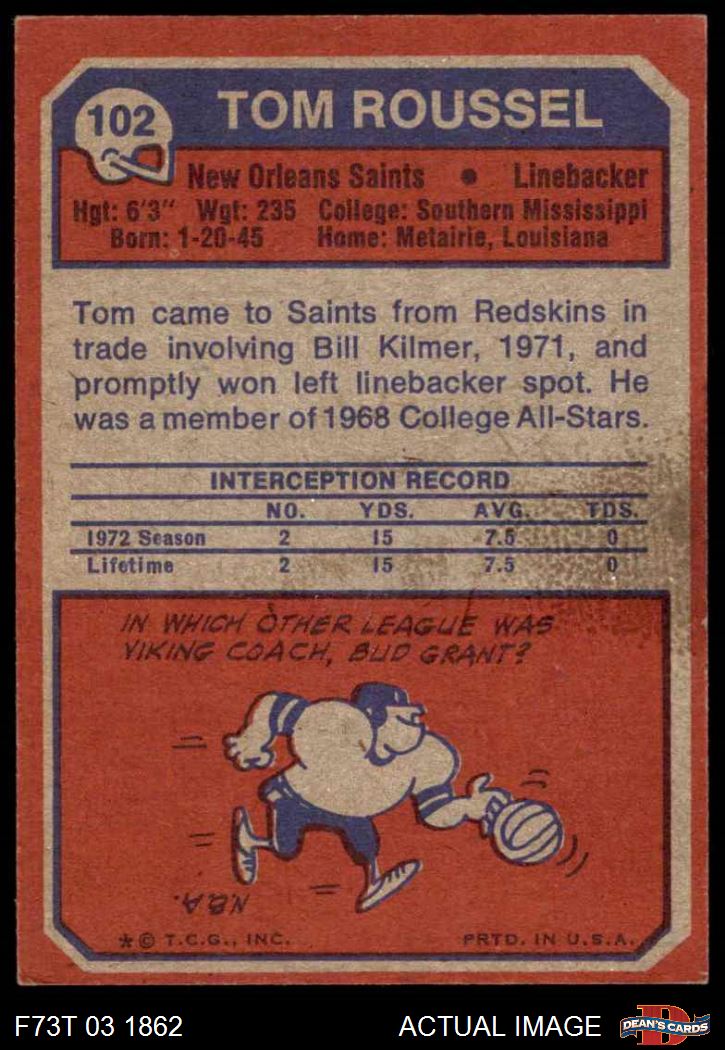 102
TOM ROUSSEL
New Orleans Saints • Linebacker
Hgt: 6'3" Wgt: 235 College: Southern Mississippi
Born: 1-20-45 Home: Metairie, Louisiana
Tom came to Saints from Redskins in
trade involving Bill Kilmer, 1971, and
promptly won left linebacker spot. He
was a member of 1968 College All-Stars.
INTERCEPTION RECORD
NO. YDS. AVG. TDS.
1972 Season 2 15 7.5 0
Lifetime 2 15 7.5 0
IN WHICH OTHER LEAGUE WAS
VIKING COACH, BUD GRANT?
N.B.A.
* © T.C.G., INC. PRTD. IN U.S.A.
F73T 03 1862 ACTUAL IMAGE
D
DEAN'S CARDS